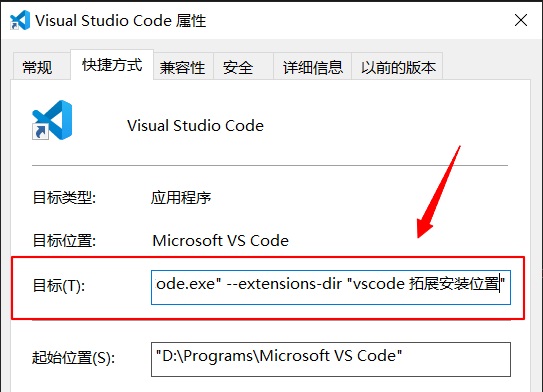 Visual Studio Code 属性
常规 快捷方式 兼容性 安全 详细信息 以前的版本
Visual Studio Code
目标类型: 应用程序
目标位置: Microsoft VS Code
目标(T): ode.exe" --extensions-dir "vscode 拓展安装位置"
起始位置(S): "D:\Programs\Microsoft VS Code"